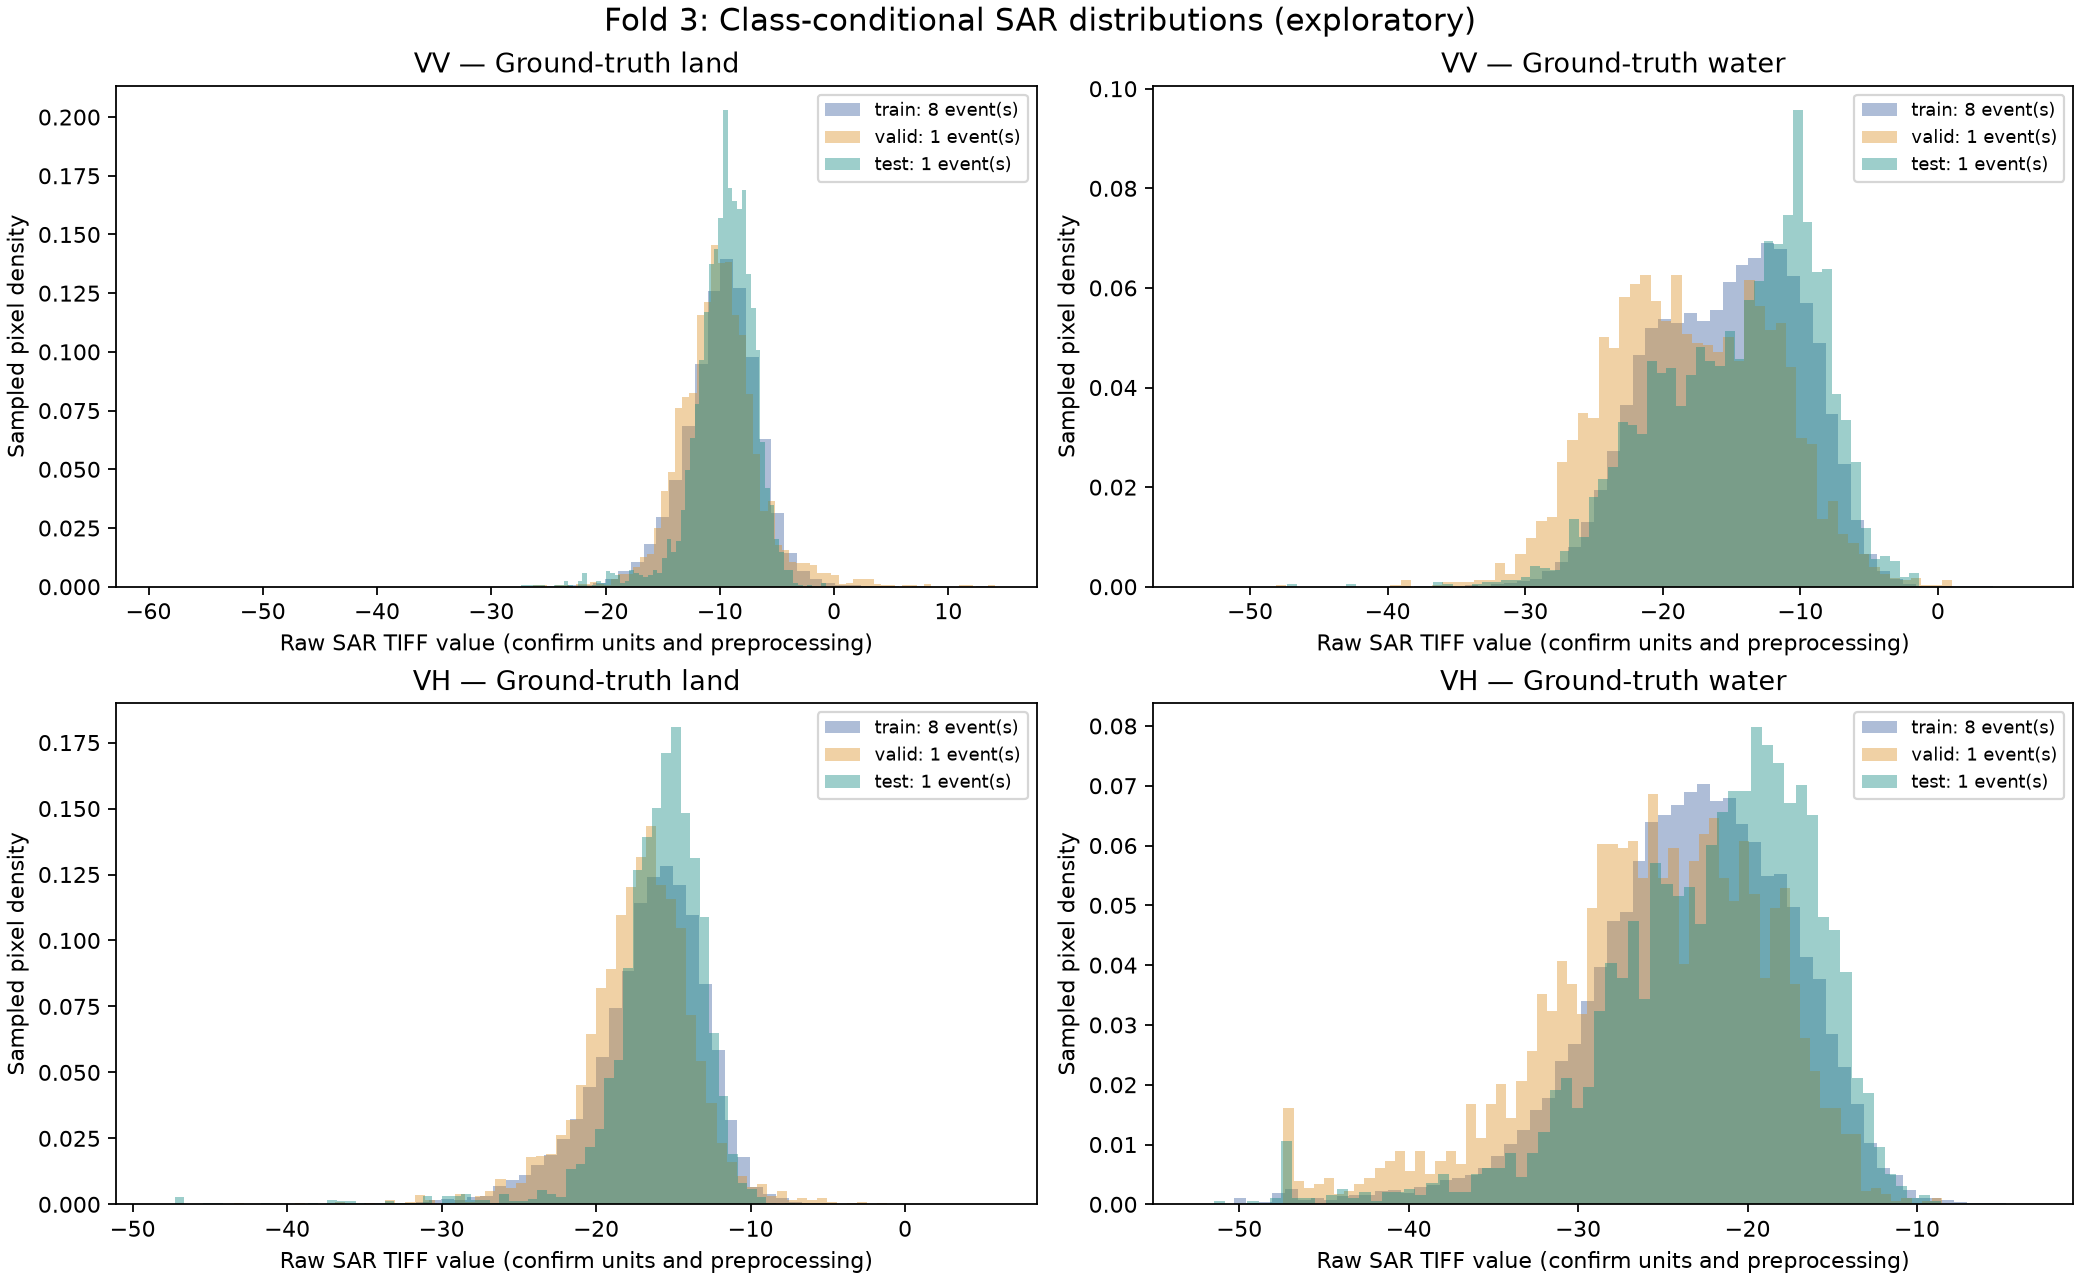 Fold 3: Class-conditional SAR distributions (exploratory)
VV — Ground-truth land
Sampled pixel density
0.200
0.175
0.150
0.125
0.100
0.075
0.050
0.025
0.000
−60 −50 −40 −30 −20 −10 0 10
Raw SAR TIFF value (confirm units and preprocessing)
train: 8 event(s)
valid: 1 event(s)
test: 1 event(s)
VV — Ground-truth water
Sampled pixel density
0.10
0.08
0.06
0.04
0.02
0.00
−50 −40 −30 −20 −10 0
Raw SAR TIFF value (confirm units and preprocessing)
train: 8 event(s)
valid: 1 event(s)
test: 1 event(s)
VH — Ground-truth land
Sampled pixel density
0.175
0.150
0.125
0.100
0.075
0.050
0.025
0.000
−50 −40 −30 −20 −10 0
Raw SAR TIFF value (confirm units and preprocessing)
train: 8 event(s)
valid: 1 event(s)
test: 1 event(s)
VH — Ground-truth water
Sampled pixel density
0.08
0.07
0.06
0.05
0.04
0.03
0.02
0.01
0.00
−50 −40 −30 −20 −10
Raw SAR TIFF value (confirm units and preprocessing)
train: 8 event(s)
valid: 1 event(s)
test: 1 event(s)